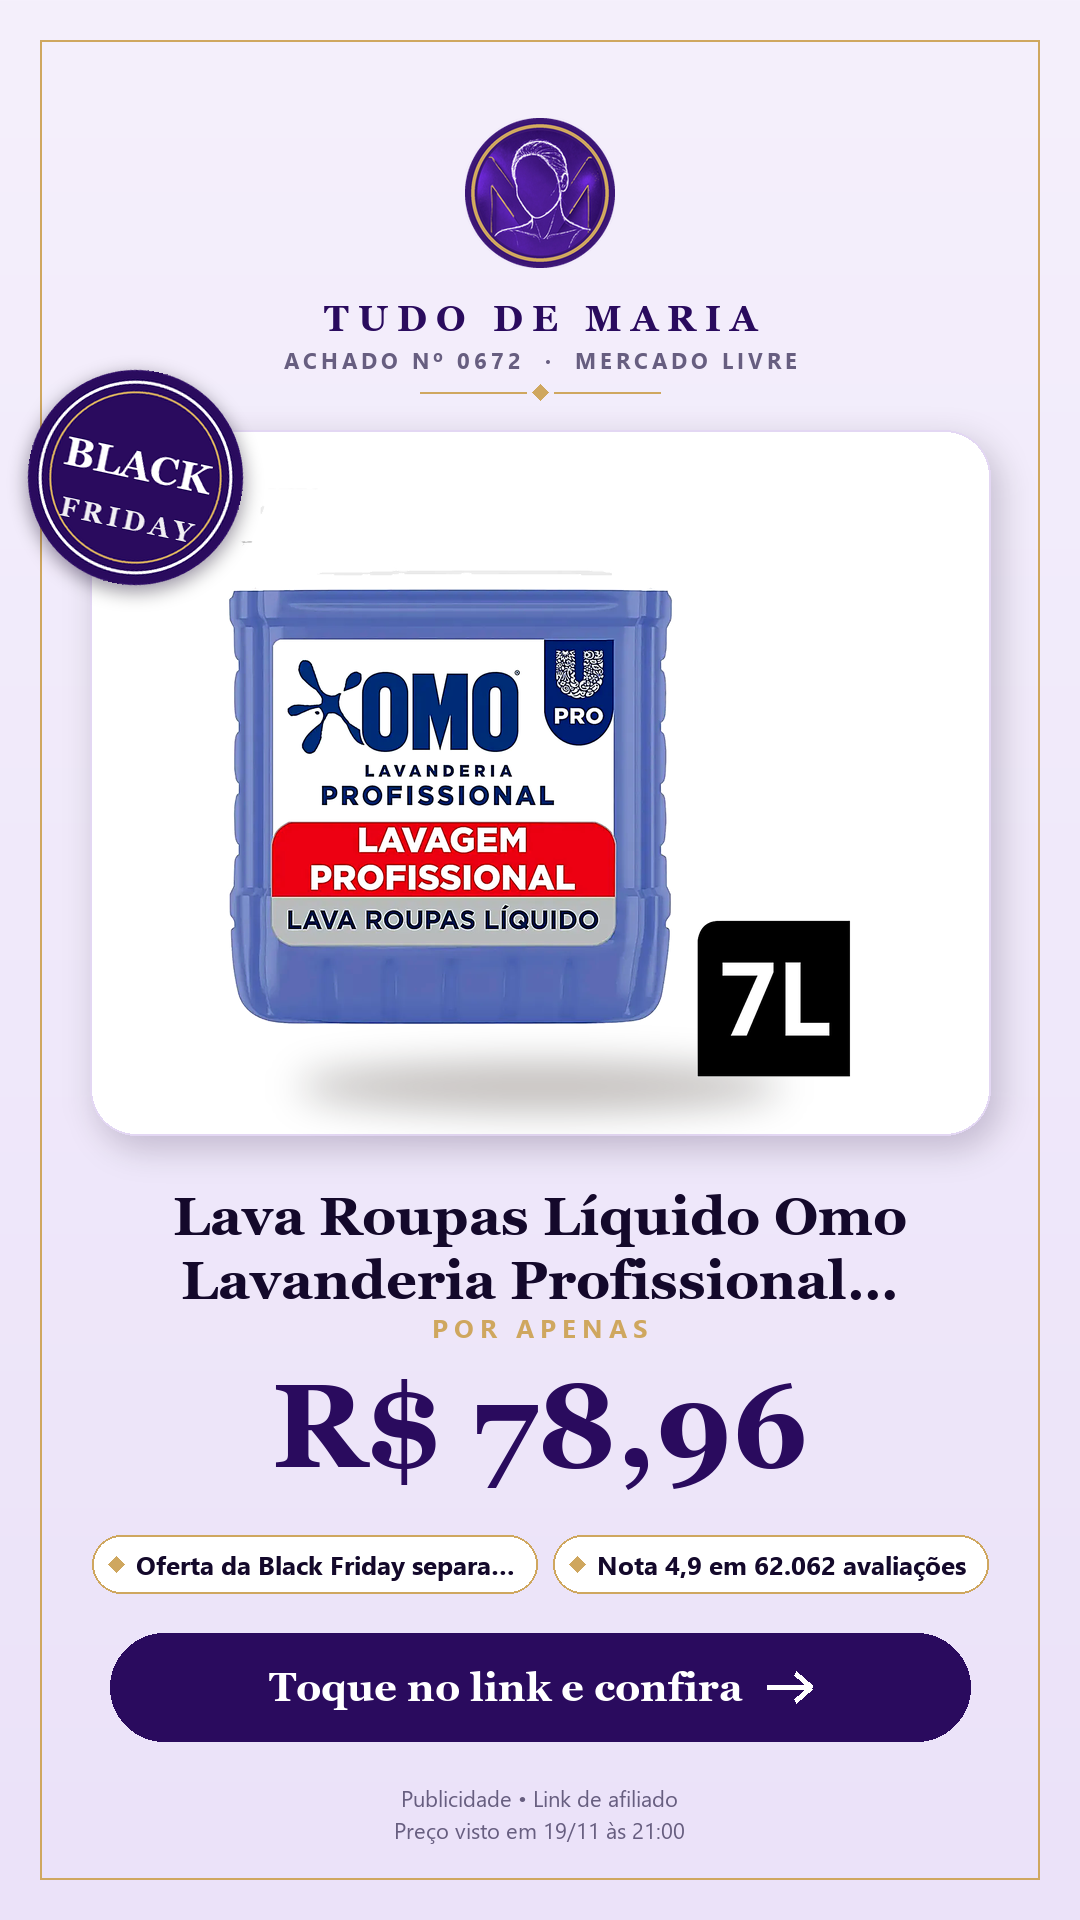 TUDO DE MARIA
ACHADO Nº 0672 · MERCADO LIVRE
BLACK
FRIDAY
OMO
U
PRO
LAVANDERIA
PROFISSIONAL
LAVAGEM
PROFISSIONAL
LAVA ROUPAS LÍQUIDO
7L
Lava Roupas Líquido Omo
Lavanderia Profissional...
POR APENAS
R$ 78,96
Oferta da Black Friday separa...
Nota 4,9 em 62.062 avaliações
Toque no link e confira →
Publicidade • Link de afiliado
Preço visto em 19/11 às 21:00